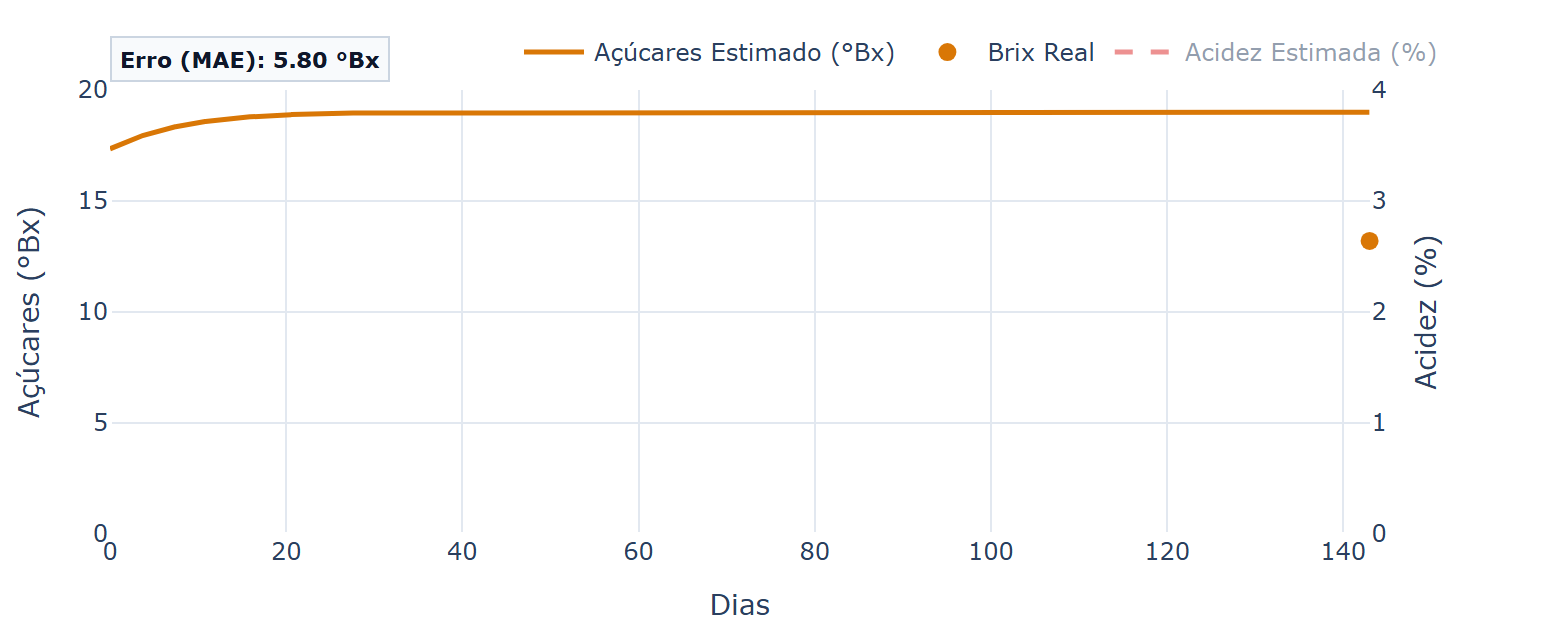 Erro (MAE): 5.80 ºBx
Açúcares Estimado (°Bx)
Brix Real
Acidez Estimada (%)
20
15
10
5
0
Açúcares (°Bx)
4
3
2
1
0
Acidez (%)
0
20
40
60
80
100
120
140
Dias